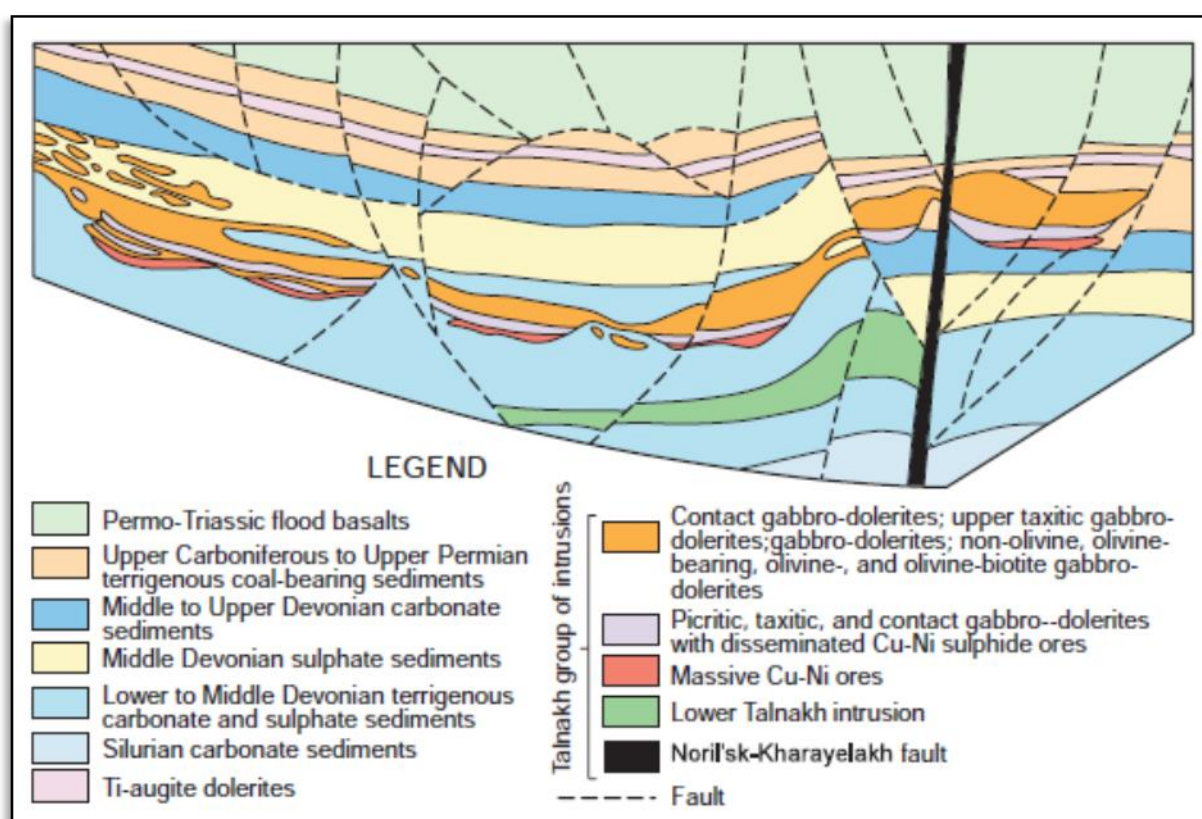 LEGEND
Permo-Triassic flood basalts
Upper Carboniferous to Upper Permian
terrigenous coal-bearing sediments
Middle to Upper Devonian carbonate
sediments
Middle Devonian sulphate sediments
Lower to Middle Devonian terrigenous
carbonate and sulphate sediments
Silurian carbonate sediments
Ti-augite dolerites
Talnakh group of intrusions
Contact gabbro-dolerites; upper taxitic gabbro-
dolerites;gabbro-dolerites; non-olivine, olivine-
bearing, olivine-, and olivine-biotite gabbro-
dolerites
Picritic, taxitic, and contact gabbro--dolerites
with disseminated Cu-Ni sulphide ores
Massive Cu-Ni ores
Lower Talnakh intrusion
Noril'sk-Kharayelakh fault
Fault